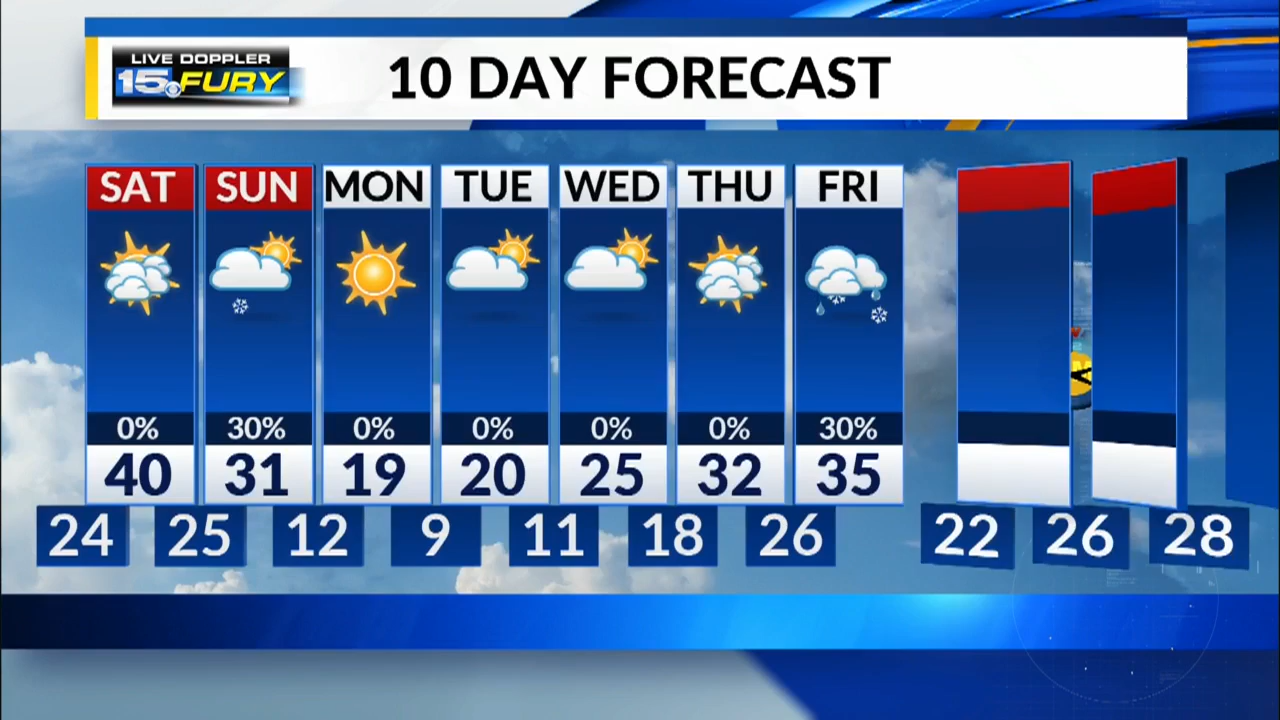 LIVE DOPPLER
15 FURY
10 DAY FORECAST
SAT SUN MON TUE WED THU FRI
0% 30% 0% 0% 0% 0% 30%
40 31 19 20 25 32 35
24 25 12 9 11 18 26 22 26 28